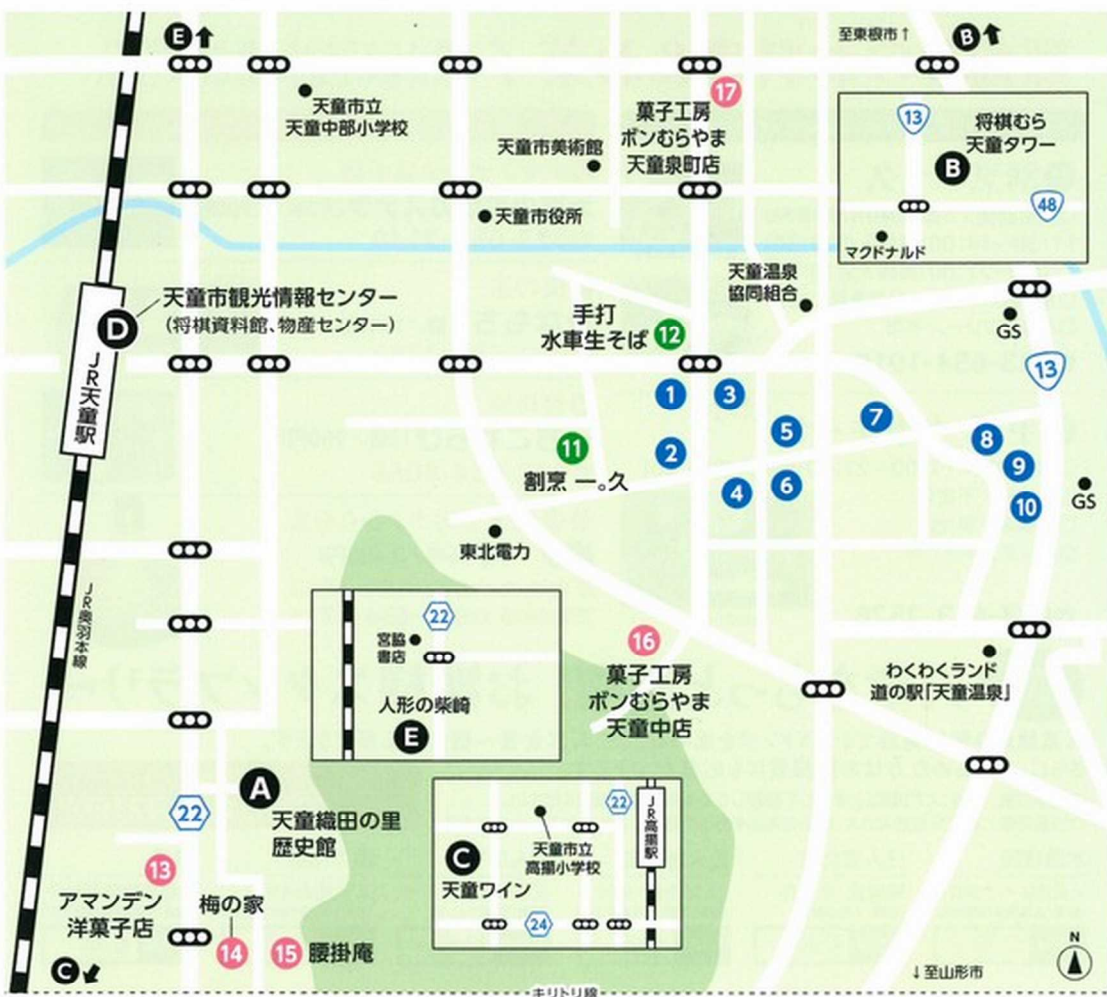 E
至東根市↑
B
天童市立
天童中部小学校
17
菓子工房
ボンむらやま
天童泉町店
天童市美術館
天童市役所
13
将棋むら
天童タワー
B
48
マクドナルド
天童温泉
協同組合
GS
13
D
天童市観光情報センター
(将棋資料館、物産センター)
JR天童駅
手打
水車生そば
12
1
3
2
5
7
4
6
8
9
10
GS
11
割烹 一。久
東北電力
JR奥羽本線
22
宮脇
書店
人形の柴崎
E
16
菓子工房
ボンむらやま
天童中店
わくわくランド
道の駅「天童温泉」
A
天童織田の里
歴史館
22
13
アマンデン
洋菓子店
梅の家
14
15
腰掛庵
C
22
JR高擶駅
天童市立
高擶小学校
C
天童ワイン
24
↓至山形市
N
キリトリ線